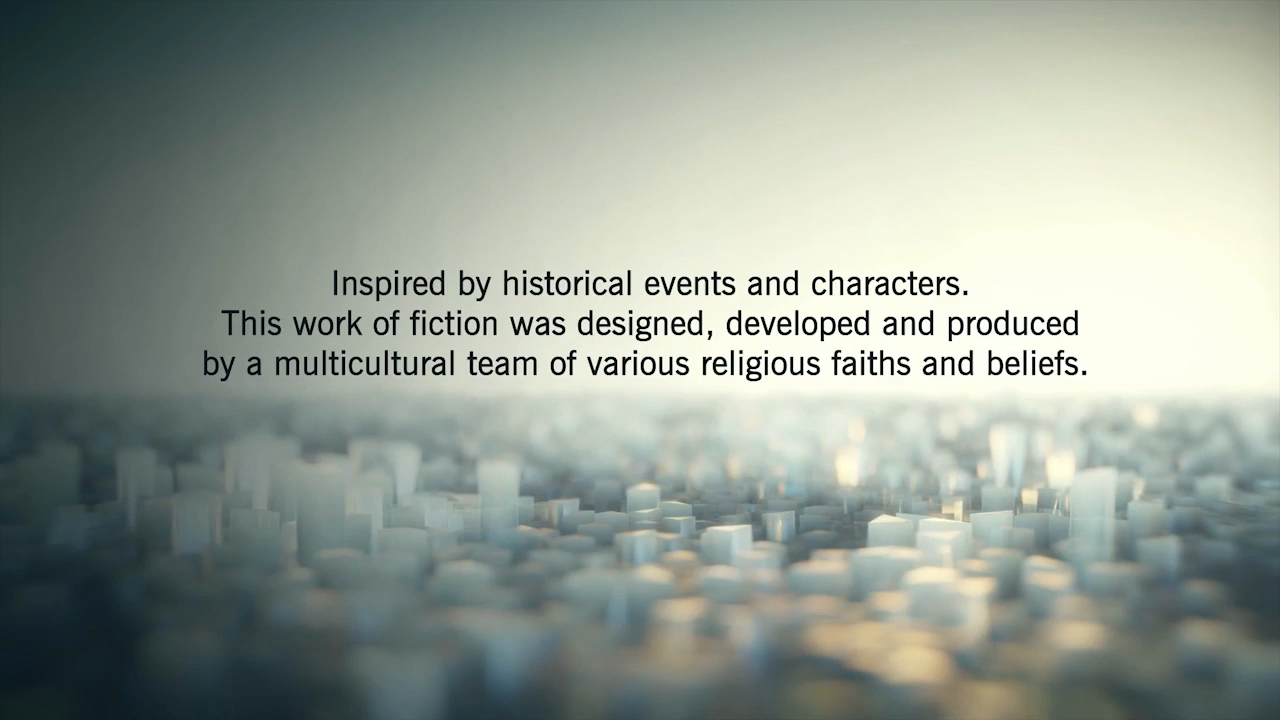 Inspired by historical events and characters.
This work of fiction was designed, developed and produced
by a multicultural team of various religious faiths and beliefs.